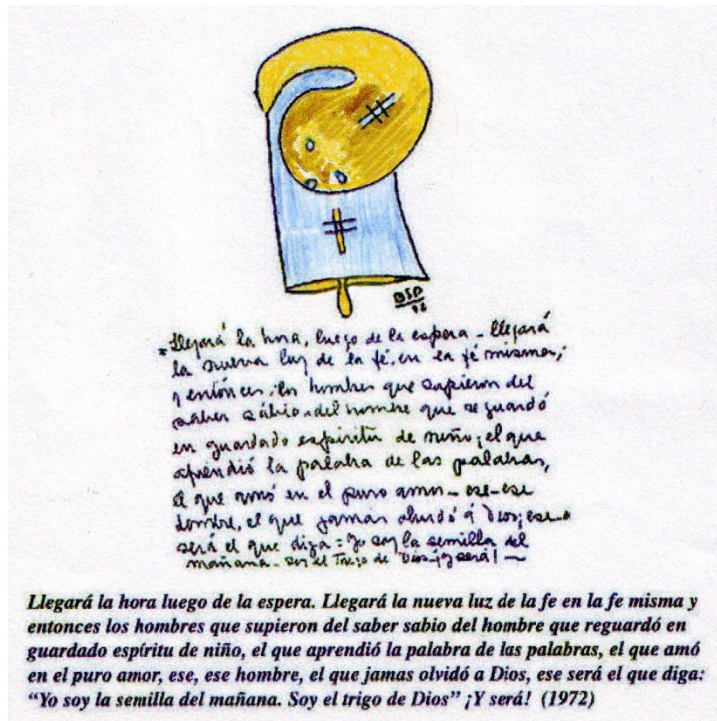 BSP
72
"Llegará la hora, luego de la espera - llegará
la nueva luz de la fé, en la fé misma,
y entónces, los hombres que supieron del
saber sábio, del hombre que se guardó
en guardado espíritu de niño; el que
aprendió la palabra de las palabras,
el que amó en el puro amor - ese - ese
hombre, el que jamás olvidó á Dios, ese
será el que diga = Yo soy la semilla del
mañana - soy el Trigo de Dios - ¡y será! -
Llegará la hora luego de la espera. Llegará la nueva luz de la fe en la fe misma y
entonces los hombres que supieron del saber sabio del hombre que reguardó en
guardado espíritu de niño, el que aprendió la palabra de las palabras, el que amó
en el puro amor, ese, ese hombre, el que jamas olvidó a Dios, ese será el que diga:
“Yo soy la semilla del mañana. Soy el trigo de Dios” ¡Y será! (1972)